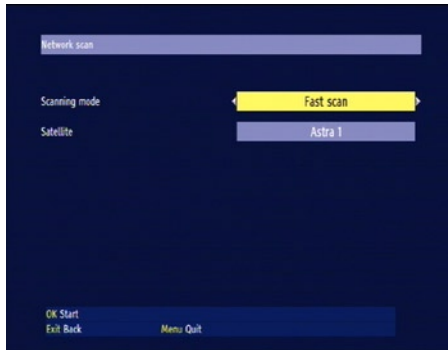 Network scan
Scanning mode Fast scan
Satellite Astra 1
OK Start
Exit Back Menu Quit